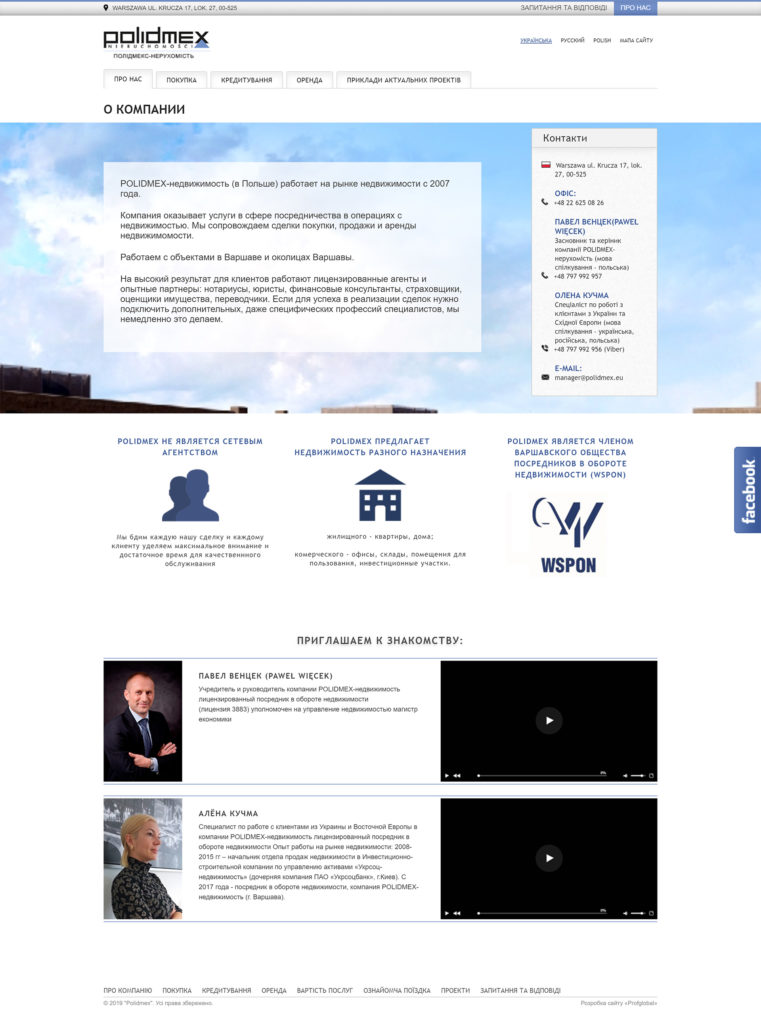 WARSZAWA UL. KRUCZA 17, LOK. 27, 00-525
ЗАПИТАННЯ ТА ВІДПОВІДІ
ПРО НАС
polidmex
NIERUCHOMOŚCI
ПОЛІДМЕКС-НЕРУХОМІСТЬ
УКРАЇНСЬКА
РУССКИЙ
POLISH
МАПА САЙТУ
ПРО НАС
ПОКУПКА
КРЕДИТУВАННЯ
ОРЕНДА
ПРИКЛАДИ АКТУАЛЬНИХ ПРОЕКТІВ
О КОМПАНИИ
POLIDMEX-недвижимость (в Польше) работает на рынке недвижимости с 2007
года.
Компания оказывает услуги в сфере посредничества в операциях с
недвижимостью. Мы сопровождаем сделки покупки, продажи и аренды
недвижимомости.
Работаем с объектами в Варшаве и околицах Варшавы.
На высокий результат для клиентов работают лицензированные агенты и
опытные партнеры: нотариусы, юристы, финансовые консультанты, страховщики,
оценщики имущества, переводчики. Если для успеха в реализации сделок нужно
подключить дополнительных, даже специфических профессий специалистов, мы
немедленно это делаем.
Контакти
Warszawa ul. Krucza 17, lok.
27, 00-525
ОФІС:
+48 22 625 08 26
ПАВЕЛ ВЄНЦЕК(PAWEL
WIĘCEK)
Засновник та керіник
компанії POLIDMEX-
нерухомість (мова
спілкування - польська)
+48 797 992 957
ОЛЕНА КУЧМА
Спеціаліст по роботі з
клієнтами з України та
Східної Європи (мова
спілкування - українська,
російська, польська)
+48 797 992 956 (Viber)
E-MAIL:
manager@polidmex.eu
POLIDMEX НЕ ЯВЛЯЕТСЯ СЕТЕВЫМ
АГЕНТСТВОМ
Мы бдим каждую нашу сделку и каждому
клиенту уделяем максимальное внимание и
достаточное время для качественнного
обслуживания
POLIDMEX ПРЕДЛАГАЕТ
НЕДВИЖИМОСТЬ РАЗНОГО НАЗНАЧЕНИЯ
жилищного - квартиры, дома;
комерческого - офисы, склады, помещения для
пользования, инвестиционные участки.
POLIDMEX ЯВЛЯЕТСЯ ЧЛЕНОМ
ВАРШАВСКОГО ОБЩЕСТВА
ПОСРЕДНИКОВ В ОБОРОТЕ
НЕДВИЖИМОСТИ (WSPON)
WSPON
facebook
ПРИГЛАШАЕМ К ЗНАКОМСТВУ:
ПАВЕЛ ВЕНЦЕК (PAWEL WIĘCEK)
Учредитель и руководитель компании POLIDMEX-недвижимость
лицензированный посредник в обороте недвижимости
(лицензия 3883) уполномочен на управление недвижимостью магистр
економики
АЛЁНА КУЧМА
Специалист по работе с клиентами из Украины и Восточной Европы в
компании POLIDMEX-недвижимость лицензированный посредник в
обороте недвижимости Опыт работы на рынке недвижимости: 2008-
2015 гг – начальник отдела продаж недвижимости в Инвестиционно-
строительной компании по управлению активами «Укрсоц-
недвижимость» (дочерняя компания ПАО «Укрсоцбанк», г.Киев). С
2017 года - посредник в обороте недвижимости, компания POLIDMEX-
недвижимость (г. Варшава).
ПРО КОМПАНІЮ
ПОКУПКА
КРЕДИТУВАННЯ
ОРЕНДА
ВАРТІСТЬ ПОСЛУГ
ОЗНАЙОМЧА ПОЇЗДКА
ПРОЕКТИ
ЗАПИТАННЯ ТА ВІДПОВІДІ
© 2019 "Polidmex". Усі права збережено.
Розробка сайту «Profglobal»